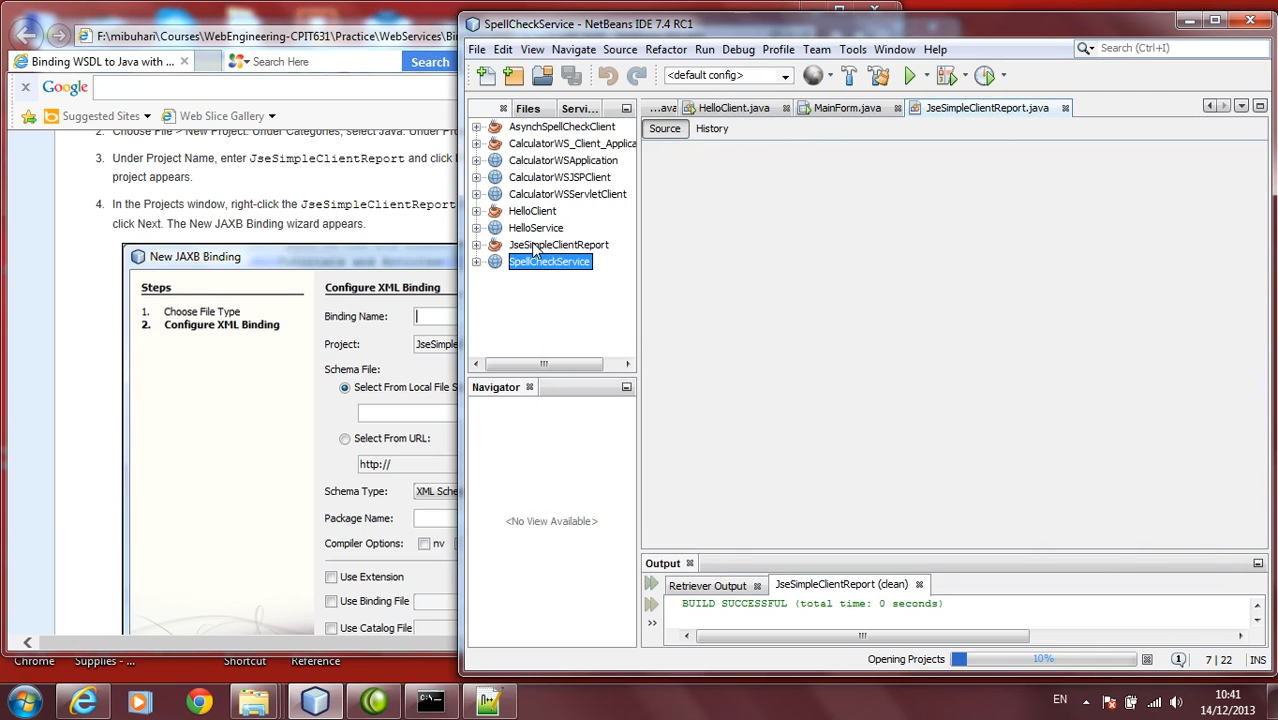 F:\mibuhari\Courses\WebEngineering-CPIT631\Practice\WebServices\Bin
Binding WSDL to Java with ...
Search Here
Search
Google
Suggested Sites
Web Slice Gallery
2. Choose File > New Project. Under Categories, select Java. Under Pro
3. Under Project Name, enter JseSimpleClientReport and click
project appears.
4. In the Projects window, right-click the JseSimpleClientReport
click Next. The New JAXB Binding wizard appears.
New JAXB Binding
Steps
1. Choose File Type
2. Configure XML Binding
Configure XML Binding
Binding Name:
Project: JseSimple
Schema File:
Select From Local File S
Select From URL:
http://
Schema Type: XML Sche
Package Name:
Compiler Options: nv
Use Extension
Use Binding File
Use Catalog File
Chrome
Supplies - ...
Shortcut
Reference
SpellCheckService - NetBeans IDE 7.4 RC1
File Edit View Navigate Source Refactor Run Debug Profile Team Tools Window Help
Search (Ctrl+I)
<default config>
Files
Servi...
...ava
HelloClient.java
MainForm.java
JseSimpleClientReport.java
Source
History
AsynchSpellCheckClient
CalculatorWS_Client_Applica
CalculatorWSApplication
CalculatorWSJSPClient
CalculatorWSServletClient
HelloClient
HelloService
JseSimpleClientReport
SpellCheckService
Navigator
<No View Available>
Output
Retriever Output
JseSimpleClientReport (clean)
BUILD SUCCESSFUL (total time: 0 seconds)
Opening Projects
10%
7 | 22
INS
EN
10:41
14/12/2013